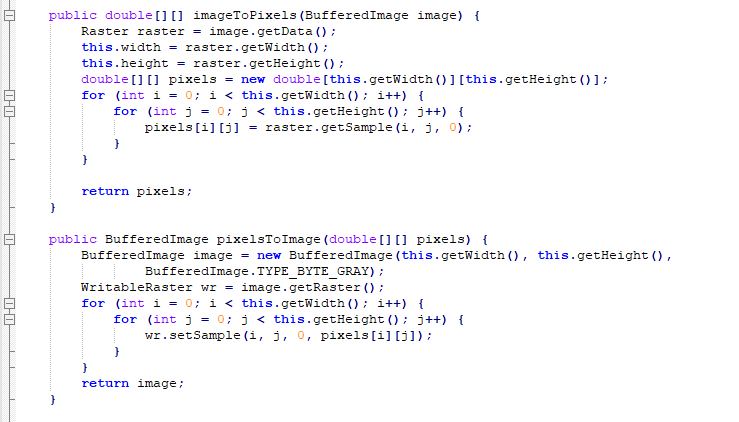 public double[][] imageToPixels(BufferedImage image) {
Raster raster = image.getData();
this.width = raster.getWidth();
this.height = raster.getHeight();
double[][] pixels = new double[this.getWidth()][this.getHeight()];
for (int i = 0; i < this.getWidth(); i++) {
for (int j = 0; j < this.getHeight(); j++) {
pixels[i][j] = raster.getSample(i, j, 0);
}
}
return pixels;
}
public BufferedImage pixelsToImage(double[][] pixels) {
BufferedImage image = new BufferedImage(this.getWidth(), this.getHeight(),
BufferedImage.TYPE_BYTE_GRAY);
WritableRaster wr = image.getRaster();
for (int i = 0; i < this.getWidth(); i++) {
for (int j = 0; j < this.getHeight(); j++) {
wr.setSample(i, j, 0, pixels[i][j]);
}
}
return image;
}